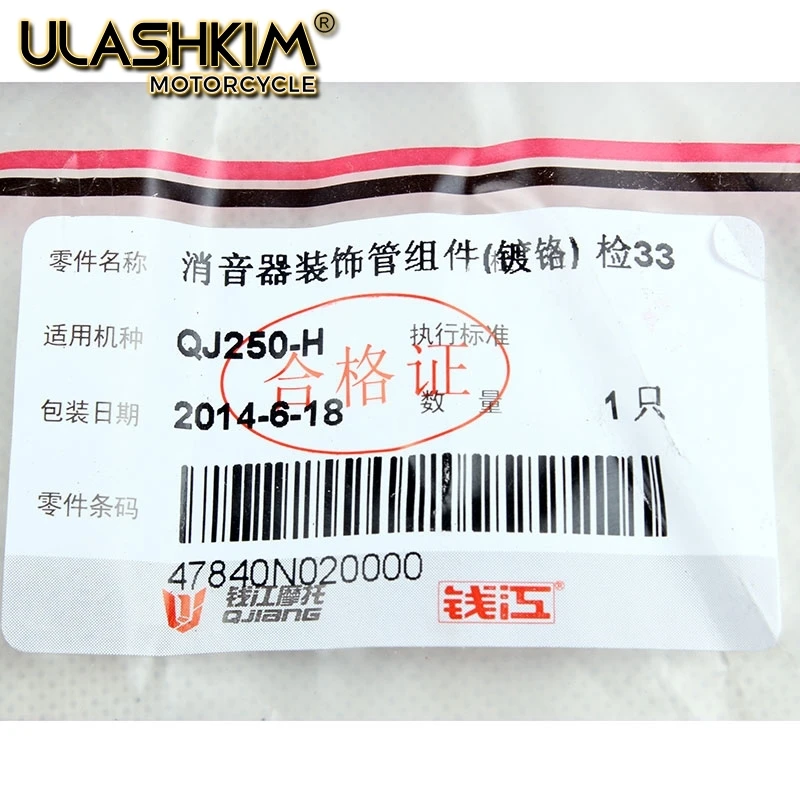 ULASHKIM®
MOTORCYCLE
零件名称 消音器装饰管组件(镀铬) 检33
适用机种 QJ250-H 执行标准
合格证
包装日期 2014-6-18 数 量 1 只
零件条码
47840N020000
钱江摩托 钱江®
QJIANG